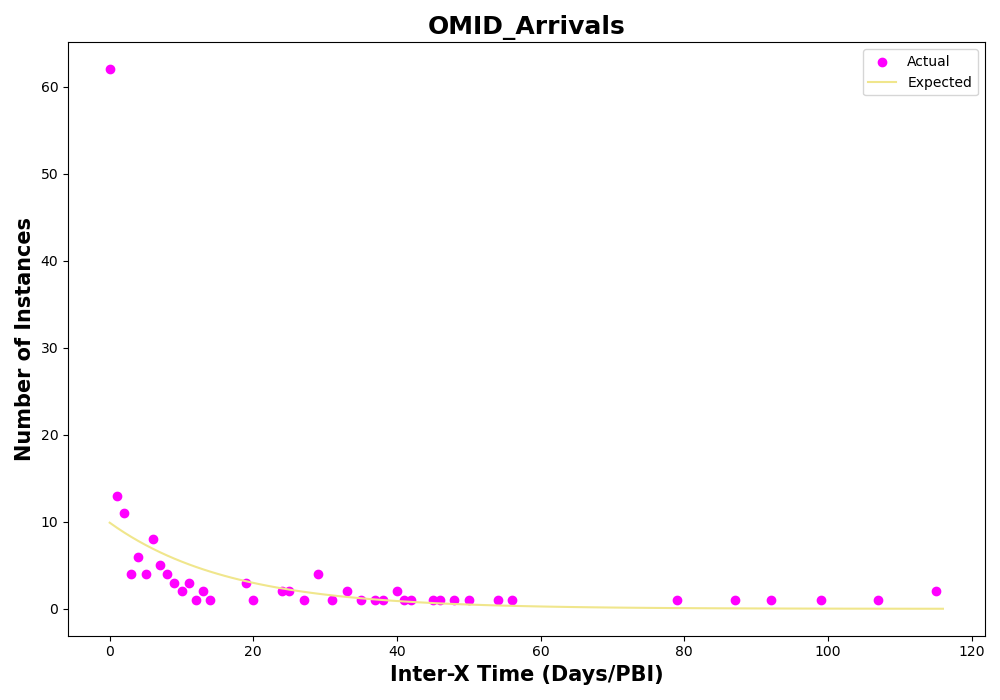 OMID_Arrivals
Actual
Expected
60
50
40
30
20
10
0
Number of Instances
0 20 40 60 80 100 120
Inter-X Time (Days/PBI)